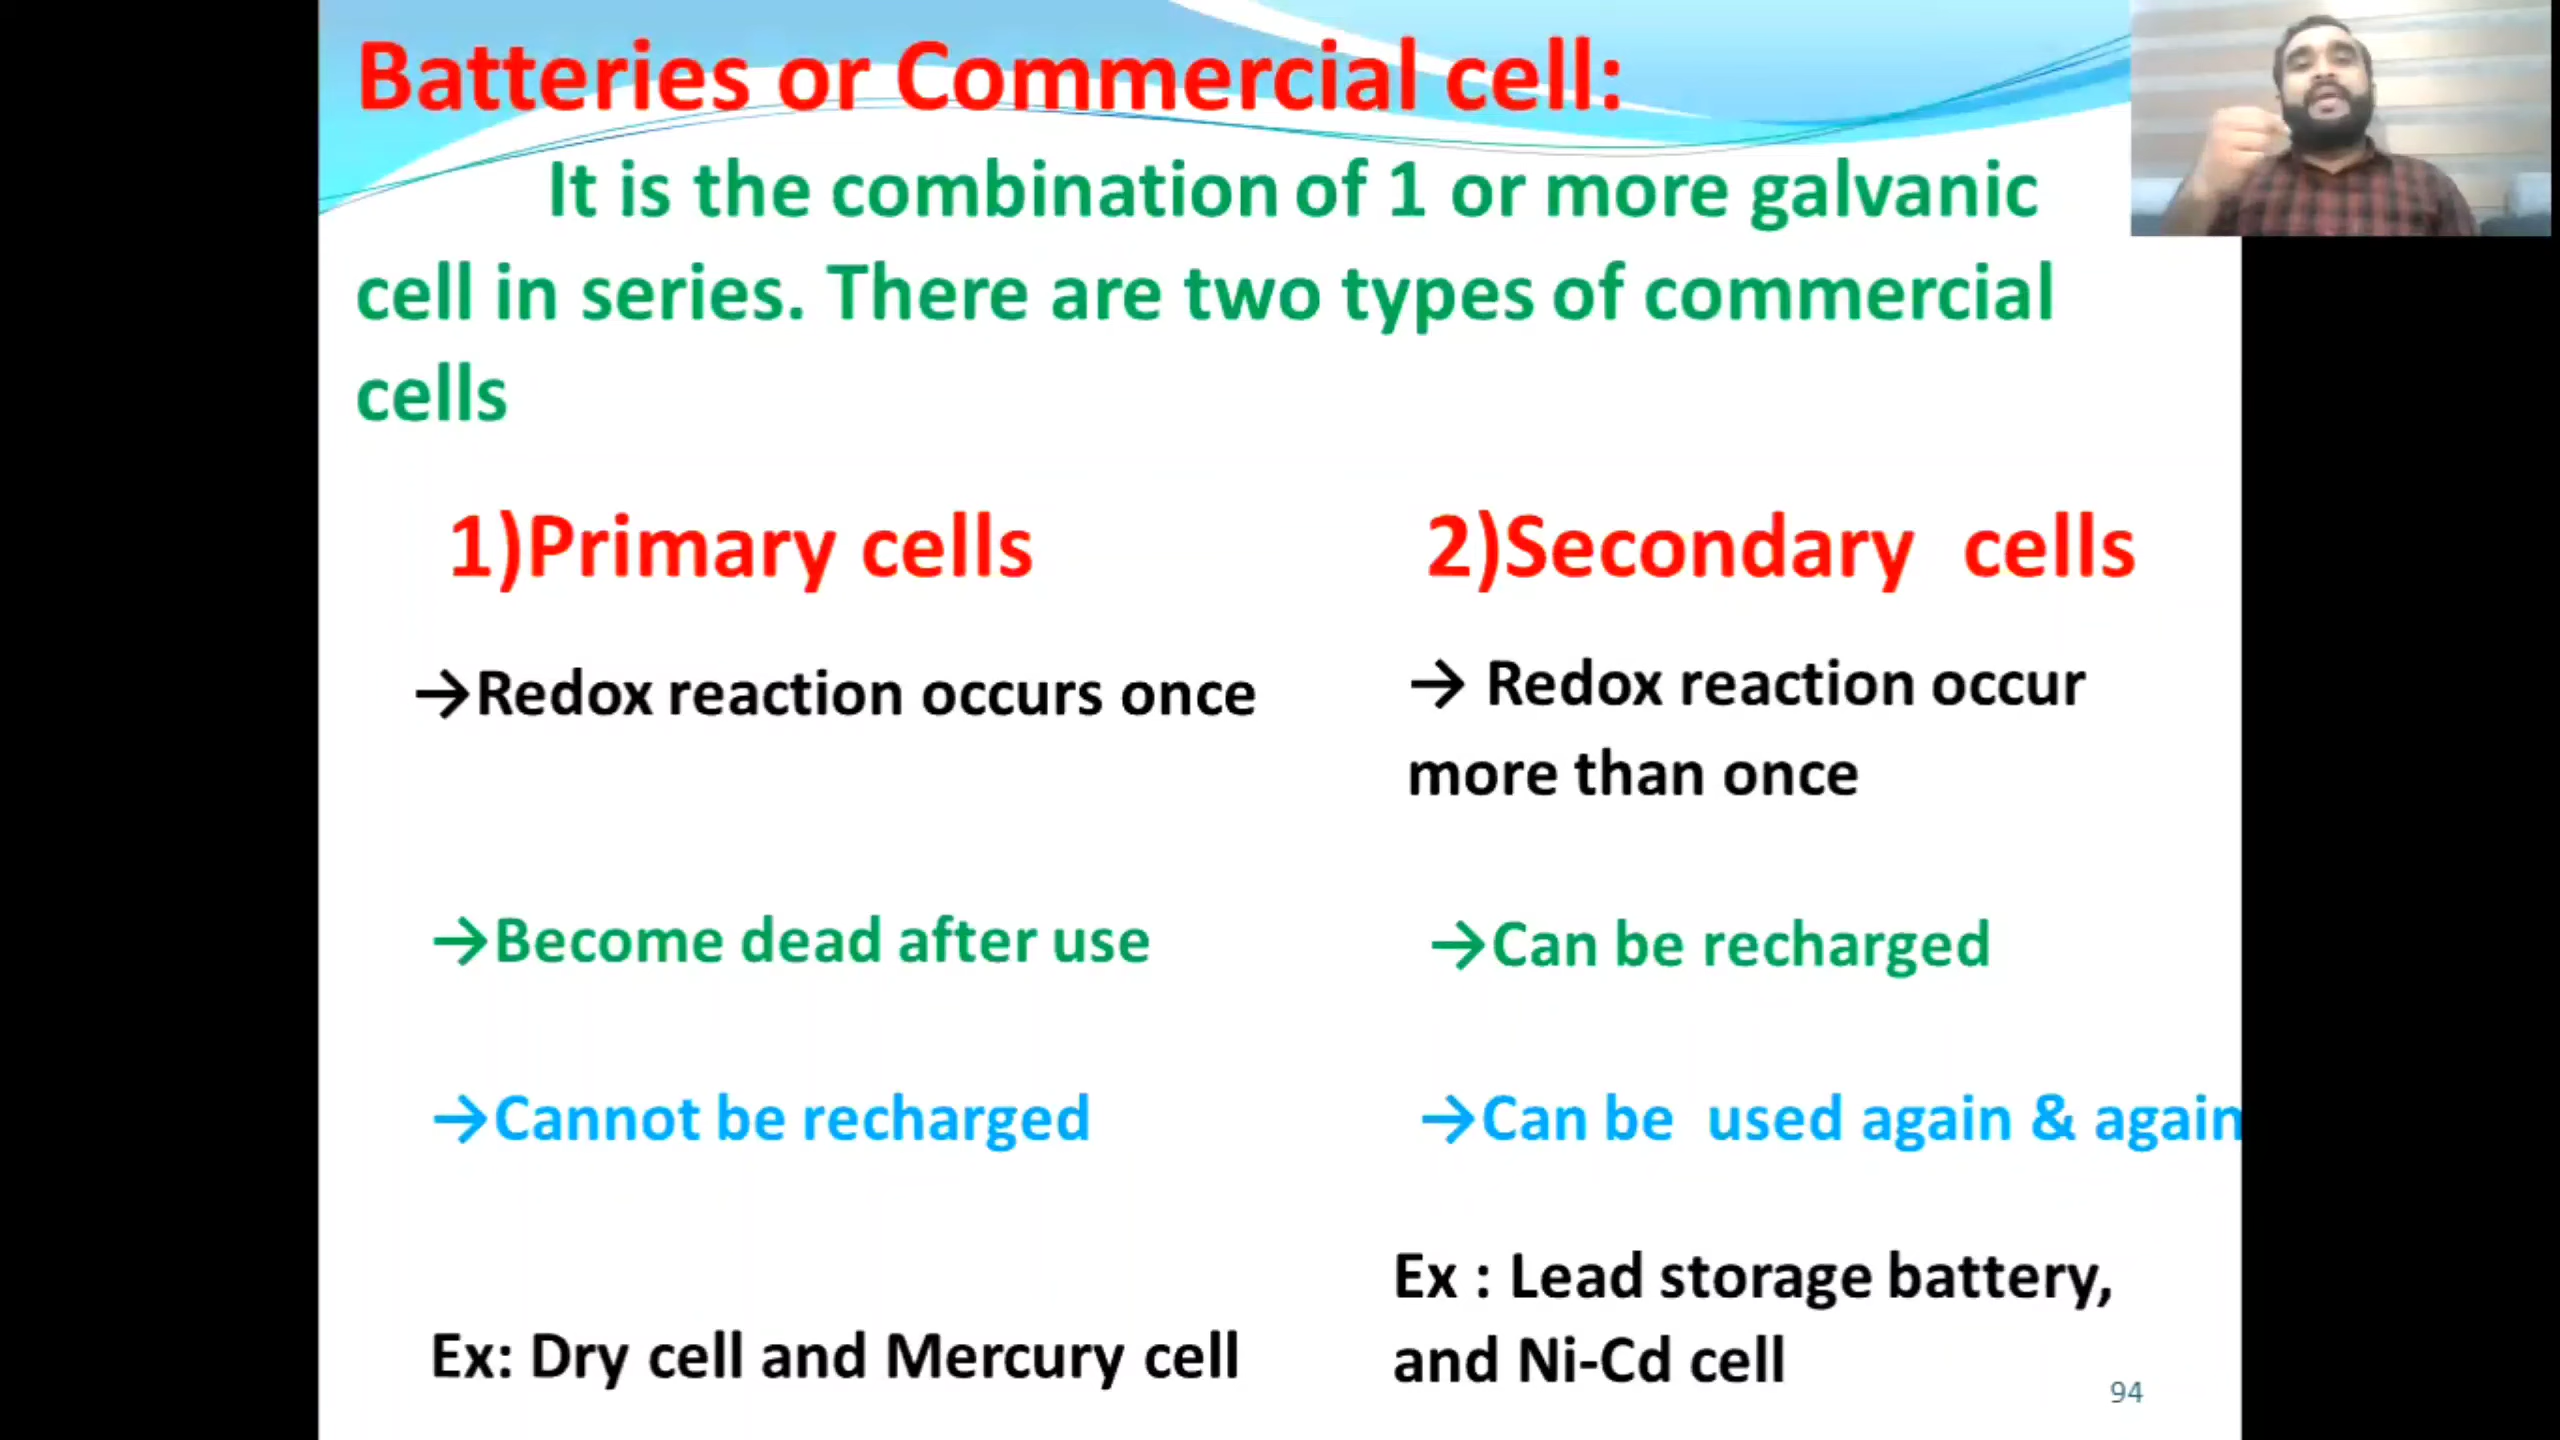 Batteries or Commercial cell:
It is the combination of 1 or more galvanic
cell in series. There are two types of commercial
cells
1)Primary cells
→Redox reaction occurs once
→Become dead after use
→Cannot be recharged
Ex: Dry cell and Mercury cell
2)Secondary cells
→ Redox reaction occur
more than once
→Can be recharged
→Can be used again & again
Ex : Lead storage battery,
and Ni-Cd cell
94